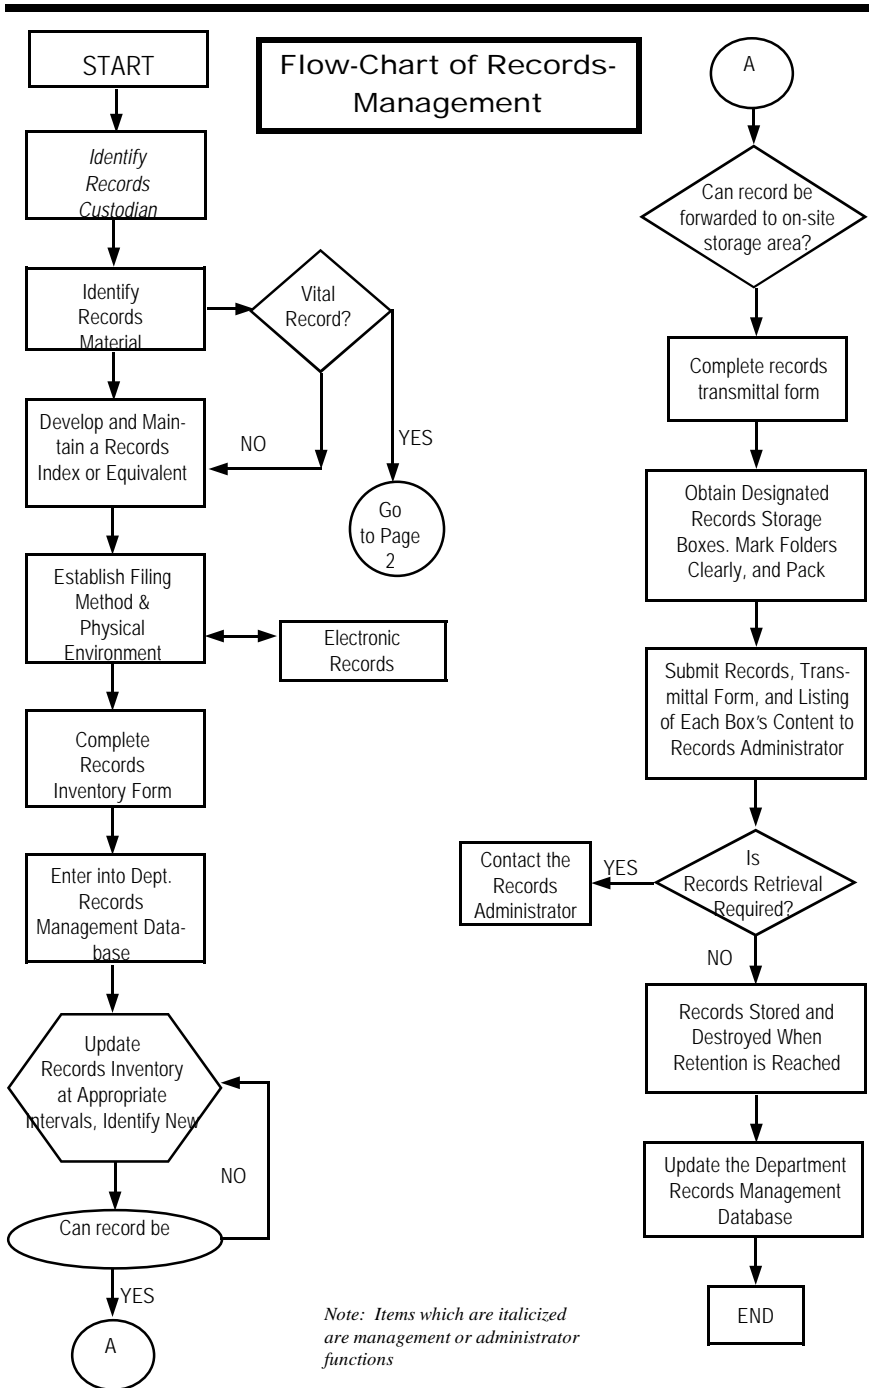 Flow-Chart of Records-
Management
START
Identify
Records
Custodian
Identify
Records
Material
Vital
Record?
NO
YES
Go
to Page
2
Develop and Main-
tain a Records
Index or Equivalent
Establish Filing
Method &
Physical
Environment
Electronic
Records
Complete
Records
Inventory Form
Enter into Dept.
Records
Management Data-
base
Update
Records Inventory
at Appropriate
Intervals, Identify New
NO
Can record be
YES
A
A
Can record be
forwarded to on-site
storage area?
Complete records
transmittal form
Obtain Designated
Records Storage
Boxes. Mark Folders
Clearly, and Pack
Submit Records, Trans-
mittal Form, and Listing
of Each Box's Content to
Records Administrator
Is
Records Retrieval
Required?
YES
Contact the
Records
Administrator
NO
Records Stored and
Destroyed When
Retention is Reached
Update the Department
Records Management
Database
END
Note: Items which are italicized
are management or administrator
functions